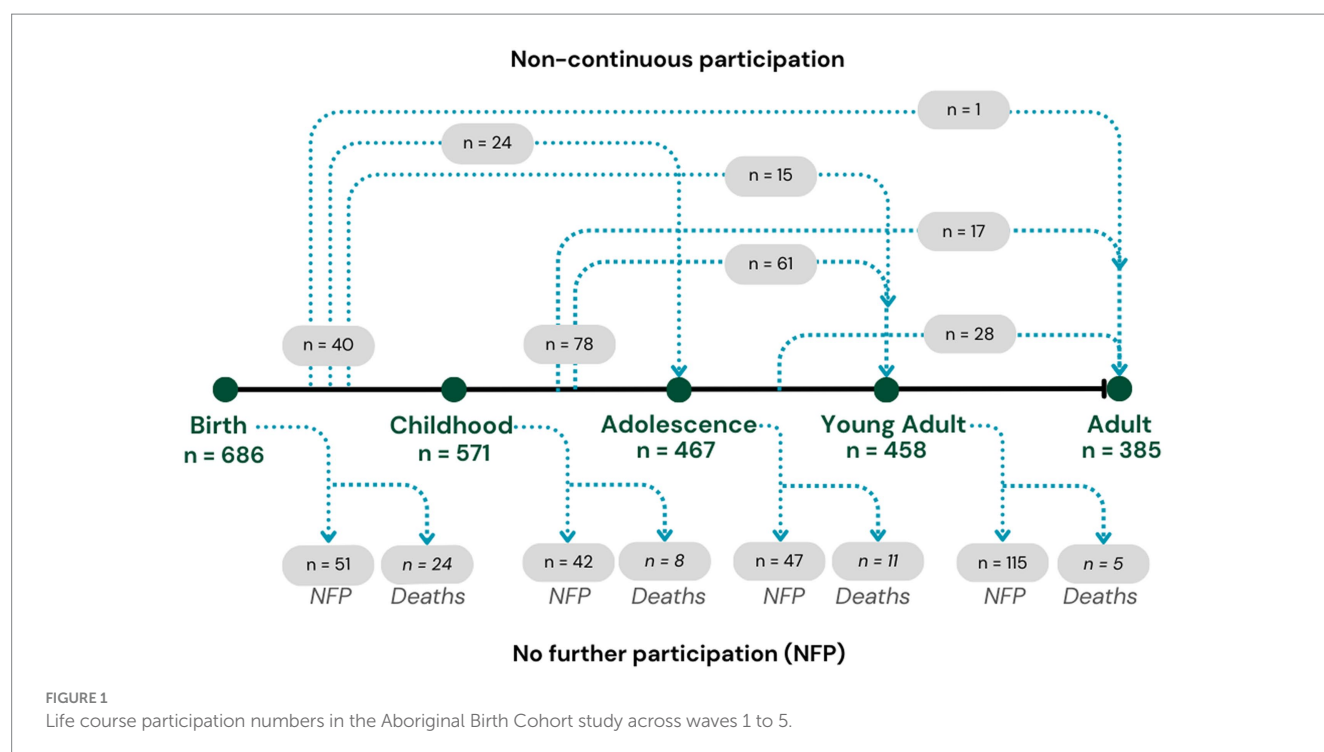 Non-continuous participation
n = 1
n = 24
n = 15
n = 17
n = 61
n = 28
n = 40
n = 78
Birth
n = 686
Childhood
n = 571
Adolescence
n = 467
Young Adult
n = 458
Adult
n = 385
n = 51
NFP
n = 24
Deaths
n = 42
NFP
n = 8
Deaths
n = 47
NFP
n = 11
Deaths
n = 115
NFP
n = 5
Deaths
No further participation (NFP)
FIGURE 1
Life course participation numbers in the Aboriginal Birth Cohort study across waves 1 to 5.